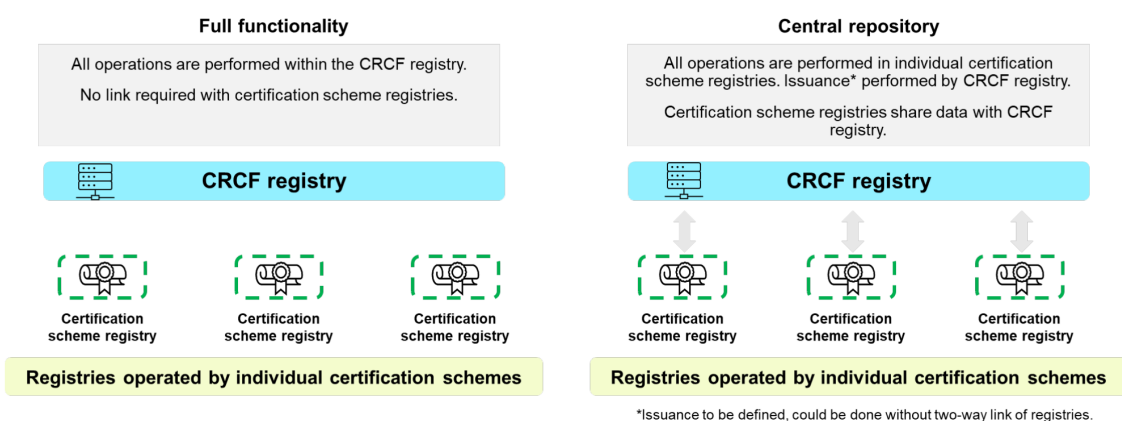 Full functionality
All operations are performed within the CRCF registry.
No link required with certification scheme registries.
CRCF registry
Certification
scheme registry
Certification
scheme registry
Certification
scheme registry
Registries operated by individual certification schemes
Central repository
All operations are performed in individual certification
scheme registries. Issuance* performed by CRCF registry.
Certification scheme registries share data with CRCF
registry.
CRCF registry
Certification
scheme registry
Certification
scheme registry
Certification
scheme registry
Registries operated by individual certification schemes
*Issuance to be defined, could be done without two-way link of registries.